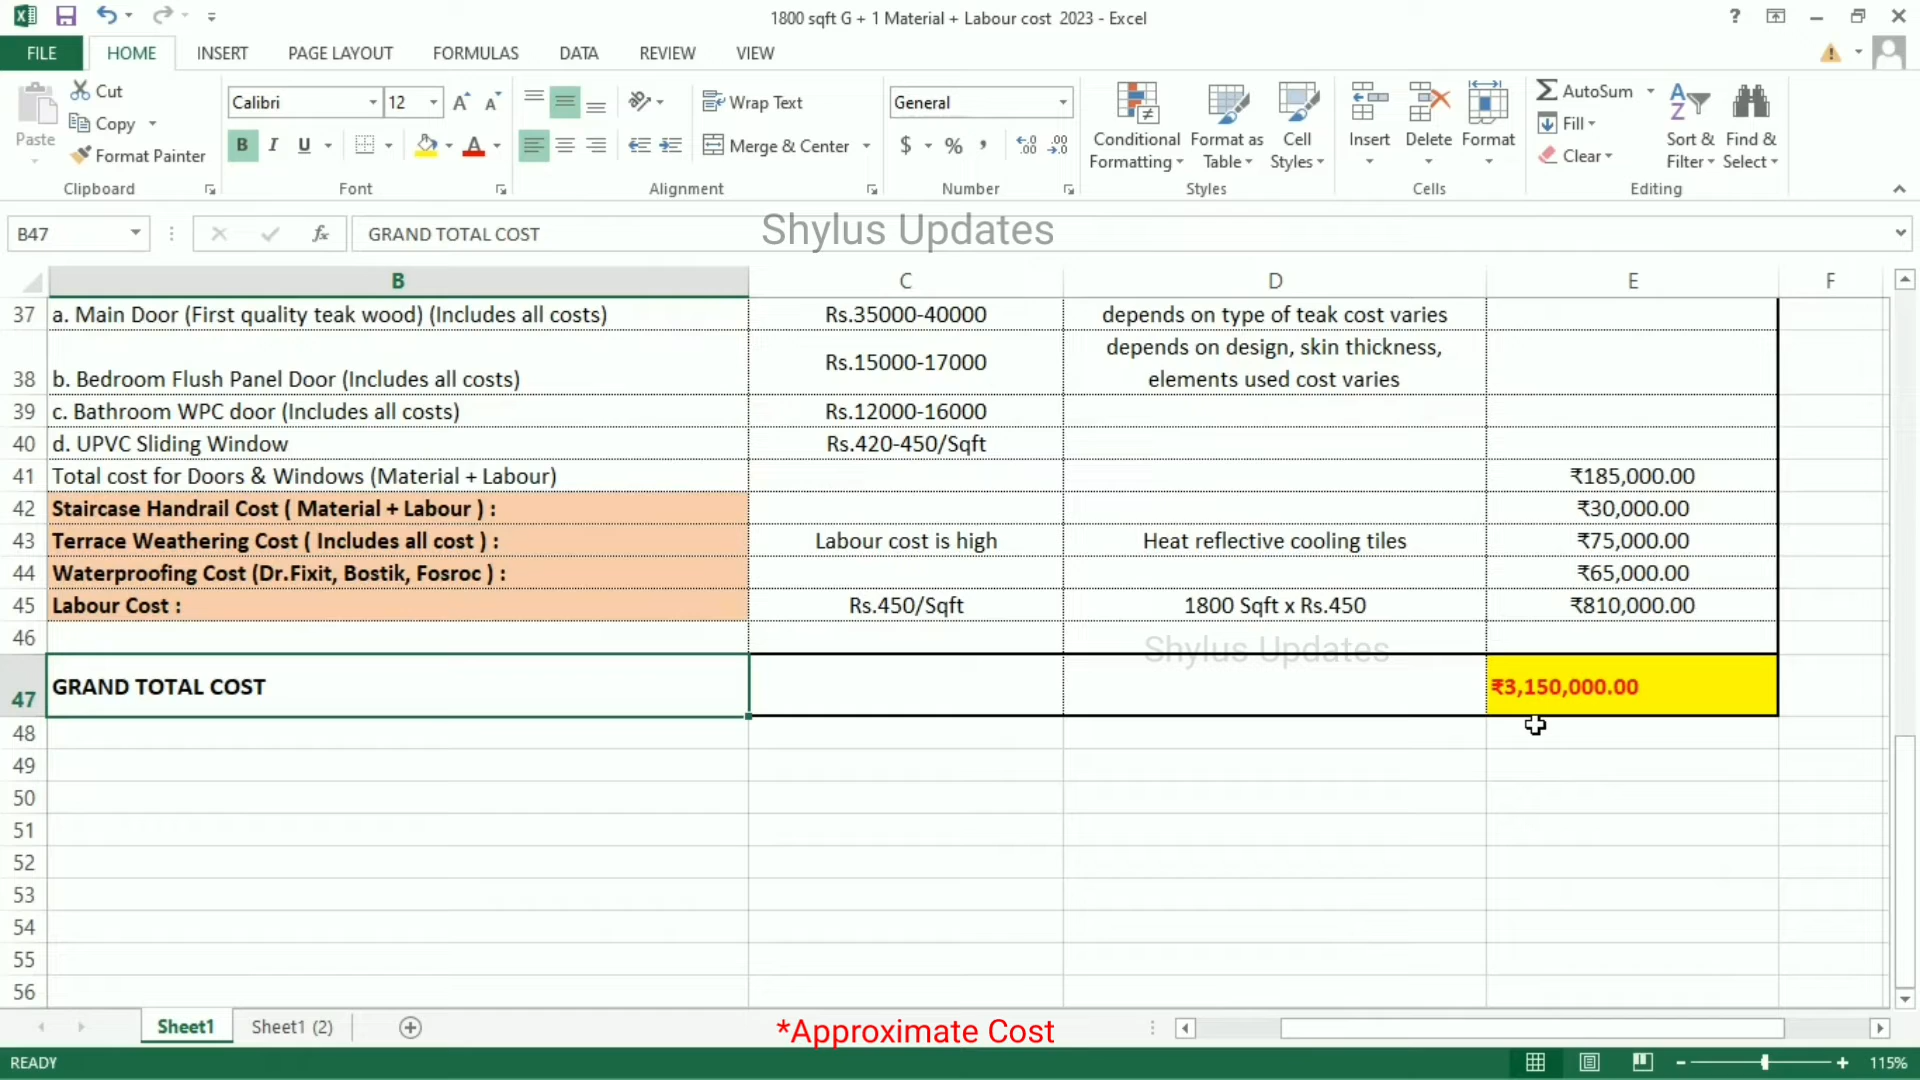 1800 sqft G + 1 Material + Labour cost 2023 - Excel
?
FILE HOME INSERT PAGE LAYOUT FORMULAS DATA REVIEW VIEW
Paste
Cut
Copy
Format Painter
Clipboard
Calibri 12
B I U
Font
Wrap Text
Merge & Center
Alignment
General
$ %
Number
Conditional Formatting
Format as Table
Cell Styles
Styles
Insert Delete Format
Cells
AutoSum
Fill
Clear
Sort & Filter
Find & Select
Editing
B47 fx GRAND TOTAL COST
Shylus Updates
B C D E F
37 a. Main Door (First quality teak wood) (Includes all costs) Rs.35000-40000 depends on type of teak cost varies
38 b. Bedroom Flush Panel Door (Includes all costs) Rs.15000-17000 depends on design, skin thickness, elements used cost varies
39 c. Bathroom WPC door (Includes all costs) Rs.12000-16000
40 d. UPVC Sliding Window Rs.420-450/Sqft
41 Total cost for Doors & Windows (Material + Labour) ₹185,000.00
42 Staircase Handrail Cost ( Material + Labour ) : ₹30,000.00
43 Terrace Weathering Cost ( Includes all cost ) : Labour cost is high Heat reflective cooling tiles ₹75,000.00
44 Waterproofing Cost (Dr.Fixit, Bostik, Fosroc ) : ₹65,000.00
45 Labour Cost : Rs.450/Sqft 1800 Sqft x Rs.450 ₹810,000.00
46
Shylus Updates
47 GRAND TOTAL COST ₹3,150,000.00
48
49
50
51
52
53
54
55
56
Sheet1 Sheet1 (2)
*Approximate Cost
READY 115%